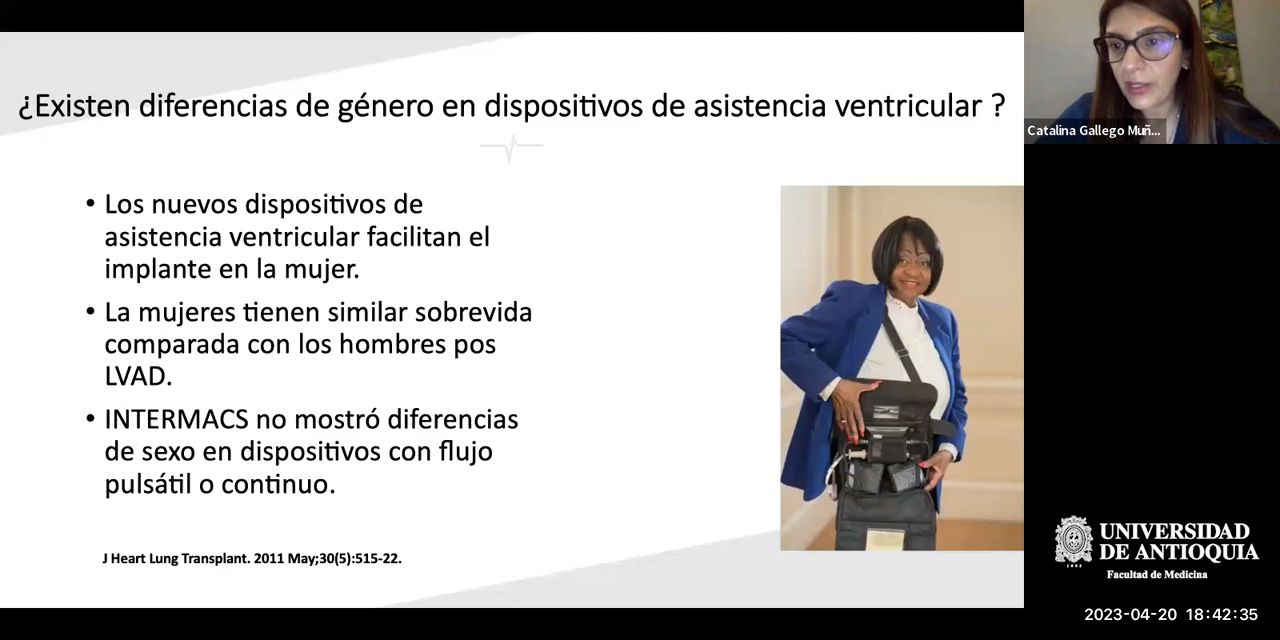 ¿Existen diferencias de género en dispositivos de asistencia ventricular ?
• Los nuevos dispositivos de
asistencia ventricular facilitan el
implante en la mujer.
• La mujeres tienen similar sobrevida
comparada con los hombres pos
LVAD.
• INTERMACS no mostró diferencias
de sexo en dispositivos con flujo
pulsátil o continuo.
J Heart Lung Transplant. 2011 May;30(5):515-22.
Catalina Gallego Muñ...
UNIVERSIDAD
DE ANTIOQUIA
1803
Facultad de Medicina
2023-04-20 18:42:35